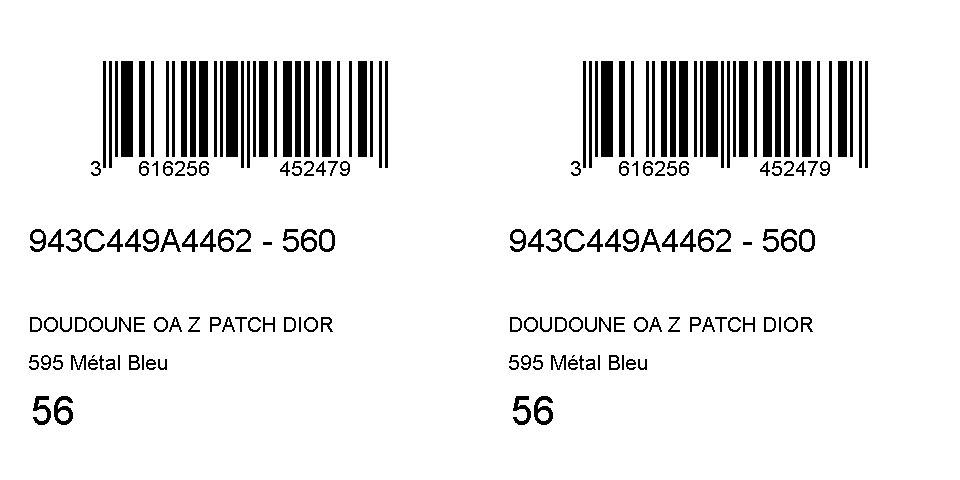 3 616256 452479
943C449A4462 - 560
DOUDOUNE OA Z PATCH DIOR
595 Métal Bleu
56
3 616256 452479
943C449A4462 - 560
DOUDOUNE OA Z PATCH DIOR
595 Métal Bleu
56